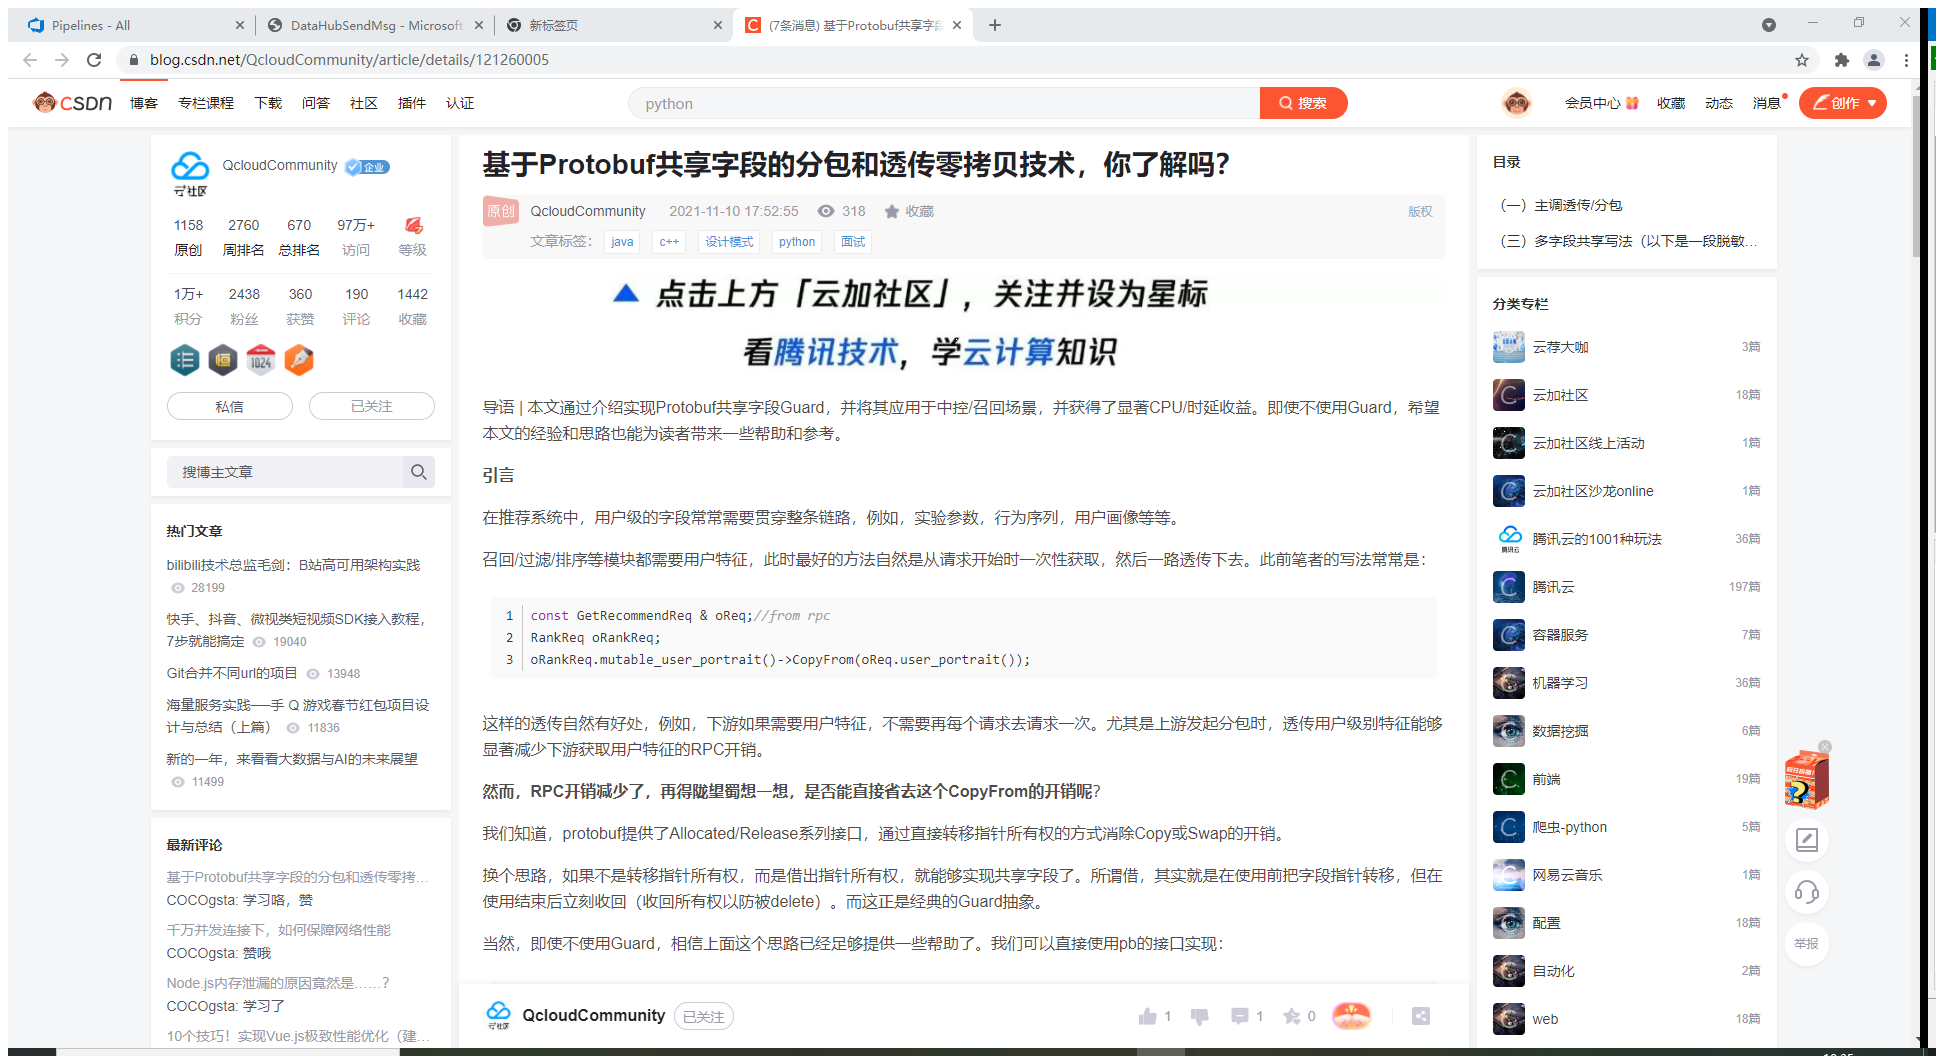 Pipelines - All
DataHubSendMsg - Microsoft
新标签页
(7条消息) 基于Protobuf共享字段
blog.csdn.net/QcloudCommunity/article/details/121260005
CSDN 博客 专栏课程 下载 问答 社区 插件 认证
python
搜索
会员中心 收藏 动态 消息 创作
QcloudCommunity 企业
云社区
1158 2760 670 97万+
原创 周排名 总排名 访问 等级
1万+ 2438 360 190 1442
积分 粉丝 获赞 评论 收藏
恒 1024
私信 已关注
搜博主文章
热门文章
bilibili技术总监毛剑：B站高可用架构实践
28199
快手、抖音、微视类短视频SDK接入教程，
7步就能搞定 19040
Git合并不同url的项目 13948
海量服务实践──手 Q 游戏春节红包项目设
计与总结（上篇） 11836
新的一年，来看看大数据与AI的未来展望
11499
最新评论
基于Protobuf共享字段的分包和透传零拷…
COCOgsta: 学习咯，赞
千万并发连接下，如何保障网络性能
COCOgsta: 赞哦
Node.js内存泄漏的原因竟然是……？
COCOgsta: 学习了
10个技巧！实现Vue.js极致性能优化（建…
基于Protobuf共享字段的分包和透传零拷贝技术，你了解吗？
原创 QcloudCommunity 2021-11-10 17:52:55 318 收藏 版权
文章标签： java c++ 设计模式 python 面试
点击上方「云加社区」，关注并设为星标
看腾讯技术，学云计算知识
导语 | 本文通过介绍实现Protobuf共享字段Guard，并将其应用于中控/召回场景，并获得了显著CPU/时延收益。即使不使用Guard，希望
本文的经验和思路也能为读者带来一些帮助和参考。
引言
在推荐系统中，用户级的字段常常需要贯穿整条链路，例如，实验参数，行为序列，用户画像等等。
召回/过滤/排序等模块都需要用户特征，此时最好的方法自然是从请求开始时一次性获取，然后一路透传下去。此前笔者的写法常常是：
1 const GetRecommendReq & oReq;//from rpc
2 RankReq oRankReq;
3 oRankReq.mutable_user_portrait()->CopyFrom(oReq.user_portrait());
这样的透传自然有好处，例如，下游如果需要用户特征，不需要再每个请求去请求一次。尤其是上游发起分包时，透传用户级别特征能够
显著减少下游获取用户特征的RPC开销。
然而，RPC开销减少了，再得陇望蜀想一想，是否能直接省去这个CopyFrom的开销呢？
我们知道，protobuf提供了Allocated/Release系列接口，通过直接转移指针所有权的方式消除Copy或Swap的开销。
换个思路，如果不是转移指针所有权，而是借出指针所有权，就能够实现共享字段了。所谓借，其实就是在使用前把字段指针转移，但在
使用结束后立刻收回（收回所有权以防被delete）。而这正是经典的Guard抽象。
当然，即使不使用Guard，相信上面这个思路已经足够提供一些帮助了。我们可以直接使用pb的接口实现：
云社区 QcloudCommunity 已关注 1 1 0
目录
（一）主调透传/分包
（三）多字段共享写法（以下是一段脱敏…
分类专栏
云荐大咖 3篇
云加社区 18篇
云加社区线上活动 1篇
云加社区沙龙online 1篇
腾讯云
腾讯云的1001种玩法 36篇
腾讯云 197篇
容器服务 7篇
机器学习 36篇
数据挖掘 6篇
前端 19篇
爬虫-python 5篇
网易云音乐 1篇
配置 18篇
自动化 2篇
web 18篇
举报